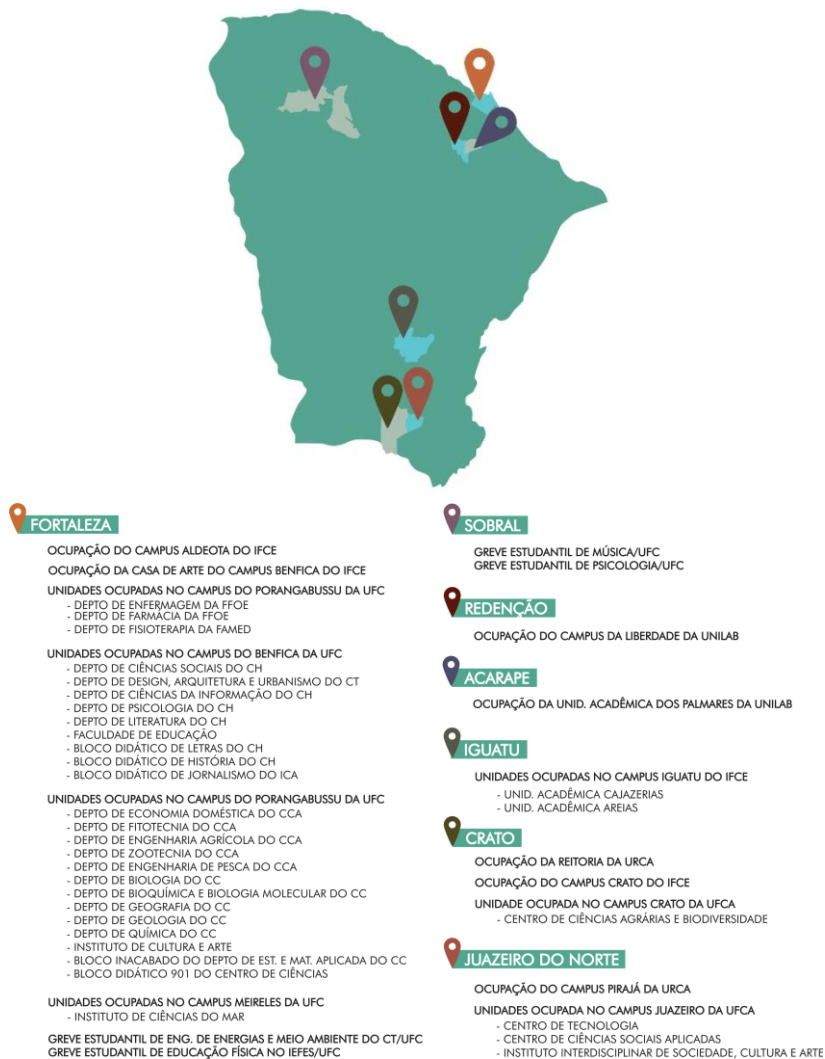 FORTALEZA
OCUPAÇÃO DO CAMPUS ALDEOTA DO IFCE
OCUPAÇÃO DA CASA DE ARTE DO CAMPUS BENFICA DO IFCE
UNIDADES OCUPADAS NO CAMPUS DO PORANGABUSSU DA UFC
- DEPTO DE ENFERMAGEM DA FFOE
- DEPTO DE FARMÁCIA DA FFOE
- DEPTO DE FISIOTERAPIA DA FAMED
UNIDADES OCUPADAS NO CAMPUS DO BENFICA DA UFC
- DEPTO DE CIÊNCIAS SOCIAIS DO CH
- DEPTO DE DESIGN, ARQUITETURA E URBANISMO DO CT
- DEPTO DE CIÊNCIAS DA INFORMAÇÃO DO CH
- DEPTO DE PSICOLOGIA DO CH
- DEPTO DE LITERATURA DO CH
- FACULDADE DE EDUCAÇÃO
- BLOCO DIDÁTICO DE LETRAS DO CH
- BLOCO DIDÁTICO DE HISTÓRIA DO CH
- BLOCO DIDÁTICO DE JORNALISMO DO ICA
UNIDADES OCUPADAS NO CAMPUS DO PORANGABUSSU DA UFC
- DEPTO DE ECONOMIA DOMÉSTICA DO CCA
- DEPTO DE FITOTECNIA DO CCA
- DEPTO DE ENGENHARIA AGRÍCOLA DO CCA
- DEPTO DE ZOOTECNIA DO CCA
- DEPTO DE ENGENHARIA DE PESCA DO CCA
- DEPTO DE BIOLOGIA DO CC
- DEPTO DE BIOQUÍMICA E BIOLOGIA MOLECULAR DO CC
- DEPTO DE GEOGRAFIA DO CC
- DEPTO DE GEOLOGIA DO CC
- DEPTO DE QUÍMICA DO CC
- INSTITUTO DE CULTURA E ARTE
- BLOCO INACABADO DO DEPTO DE EST. E MAT. APLICADA DO CC
- BLOCO DIDÁTICO 901 DO CENTRO DE CIÊNCIAS
UNIDADES OCUPADAS NO CAMPUS MEIRELES DA UFC
- INSTITUTO DE CIÊNCIAS DO MAR
GREVE ESTUDANTIL DE ENG. DE ENERGIAS E MEIO AMBIENTE DO CT/UFC
GREVE ESTUDANTIL DE EDUCAÇÃO FÍSICA NO IEFES/UFC
SOBRAL
GREVE ESTUDANTIL DE MÚSICA/UFC
GREVE ESTUDANTIL DE PSICOLOGIA/UFC
REDENÇÃO
OCUPAÇÃO DO CAMPUS DA LIBERDADE DA UNILAB
ACARAPE
OCUPAÇÃO DA UNID. ACADÊMICA DOS PALMARES DA UNILAB
IGUATU
UNIDADES OCUPADAS NO CAMPUS IGUATU DO IFCE
- UNID. ACADÊMICA CAJAZERIAS
- UNID. ACADÊMICA AREIAS
CRATO
OCUPAÇÃO DA REITORIA DA URCA
OCUPAÇÃO DO CAMPUS CRATO DO IFCE
UNIDADE OCUPADA NO CAMPUS CRATO DA UFCA
- CENTRO DE CIÊNCIAS AGRÁRIAS E BIODIVERSIDADE
JUAZEIRO DO NORTE
OCUPAÇÃO DO CAMPUS PIRAJÁ DA URCA
UNIDADES OCUPADA NO CAMPUS JUAZEIRO DA UFCA
- CENTRO DE TECNOLOGIA
- CENTRO DE CIÊNCIAS SOCIAIS APLICADAS
- INSTITUTO INTERDISCIPLINAR DE SOCIEDADE, CULTURA E ARTE